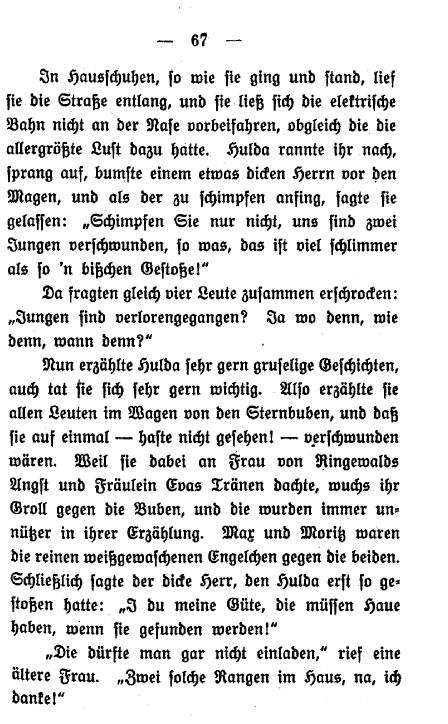 — 67 —
In Hausschuhen, so wie sie ging und stand, lief
sie die Straße entlang, und sie ließ sich die elektrische
Bahn nicht an der Nase vorbeifahren, obgleich die die
allergrößte Lust dazu hatte. Hulda rannte ihr nach,
sprang auf, bumste einem etwas dicken Herrn vor den
Magen, und als der zu schimpfen anfing, sagte sie
gelassen: „Schimpfen Sie nur nicht, uns sind zwei
Jungen verschwunden, so was, das ist viel schlimmer
als so 'n bißchen Gestoße!“
Da fragten gleich vier Leute zusammen erschrocken:
„Jungen sind verlorengegangen? Ja wo denn, wie
denn, wann denn?“
Nun erzählte Hulda sehr gern gruselige Geschichten,
auch tat sie sich sehr gern wichtig. Also erzählte sie
allen Leuten im Wagen von den Sternbuben, und daß
sie auf einmal — haste nicht gesehen! — verschwunden
wären. Weil sie dabei an Frau von Ringewalds
Angst und Fräulein Evas Tränen dachte, wuchs ihr
Groll gegen die Buben, und die wurden immer un-
nützer in ihrer Erzählung. Max und Moritz waren
die reinen weißgewaschenen Engelchen gegen die beiden.
Schließlich sagte der dicke Herr, den Hulda erst so ge-
stoßen hatte: „I du meine Güte, die müssen Haue
haben, wenn sie gefunden werden!“
„Die dürfte man gar nicht einladen,“ rief eine
ältere Frau. „Zwei solche Rangen im Haus, na, ich
danke!“